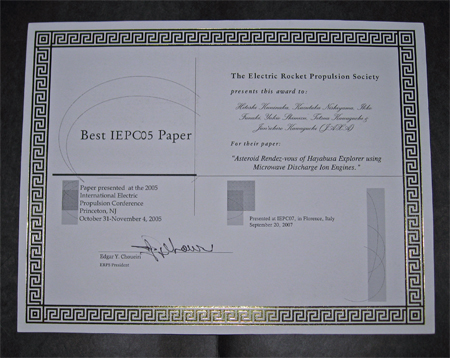 Best IEPC05 Paper
The Electric Rocket Propulsion Society
presents this award to:
Hitoshi Kuninaka, Kazutaka Nishiyama, Ikko
Funaki, Yukio Shimizu, Tetsuya Yamada &
Jun'ichiro Kawaguchi (JAXA)
For their paper:
"Asteroid Rendez-vous of Hayabusa Explorer using
Microwave Discharge Ion Engines."
Paper presented at the 2005
International Electric
Propulsion Conference
Princeton, NJ
October 31-November 4, 2005
Presented at IEPC07, in Florence, Italy
September 20, 2007
Edgar Y. Choueiri
ERPS President